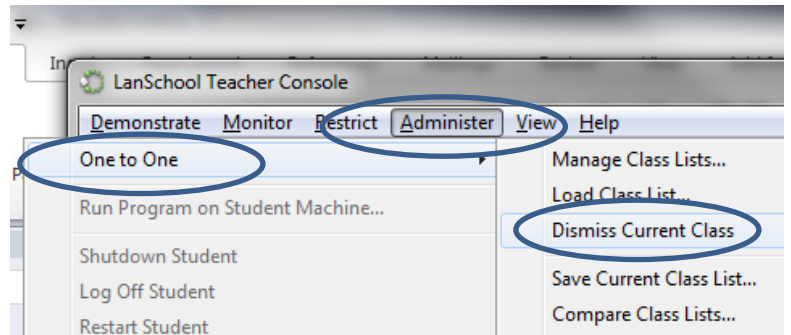 LanSchool Teacher Console
Demonstrate Monitor Restrict Administer View Help
One to One
Manage Class Lists...
Load Class List...
Run Program on Student Machine...
Dismiss Current Class
Shutdown Student
Save Current Class List...
Log Off Student
Compare Class Lists...
Restart Student